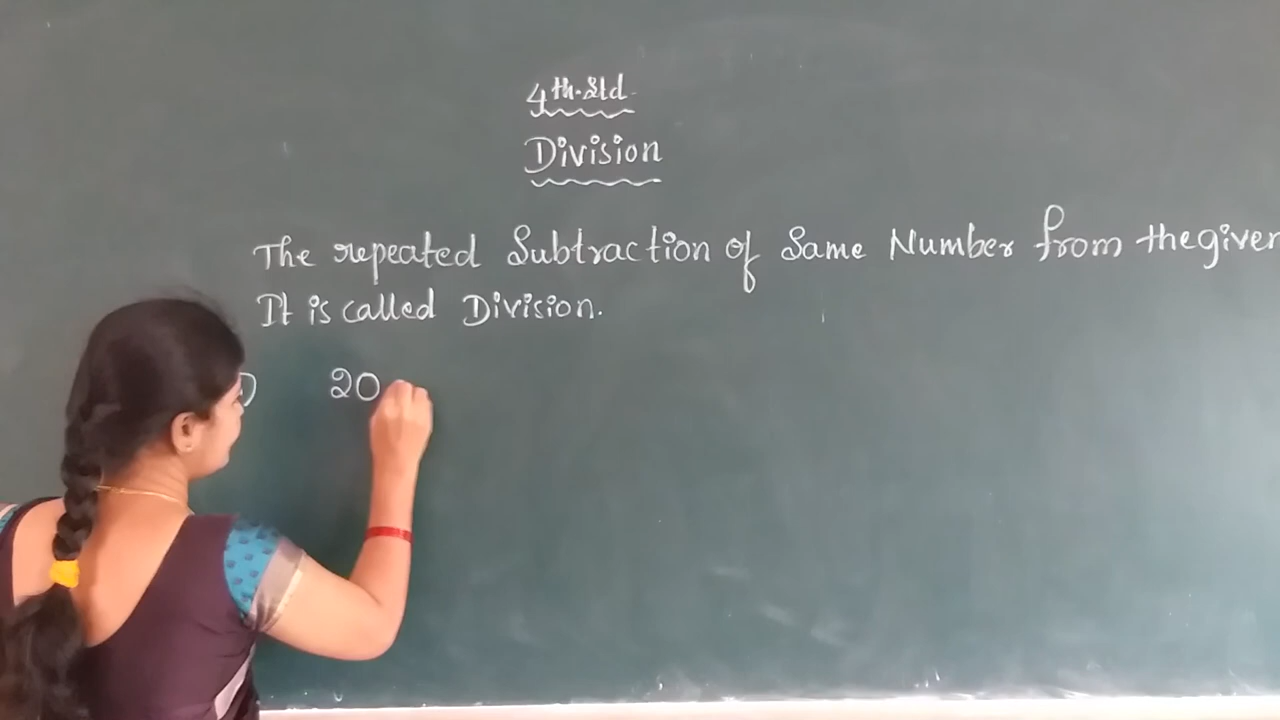 4th.Std.
Division
The repeated Subtraction of Same Number from the given
It is called Division.
20